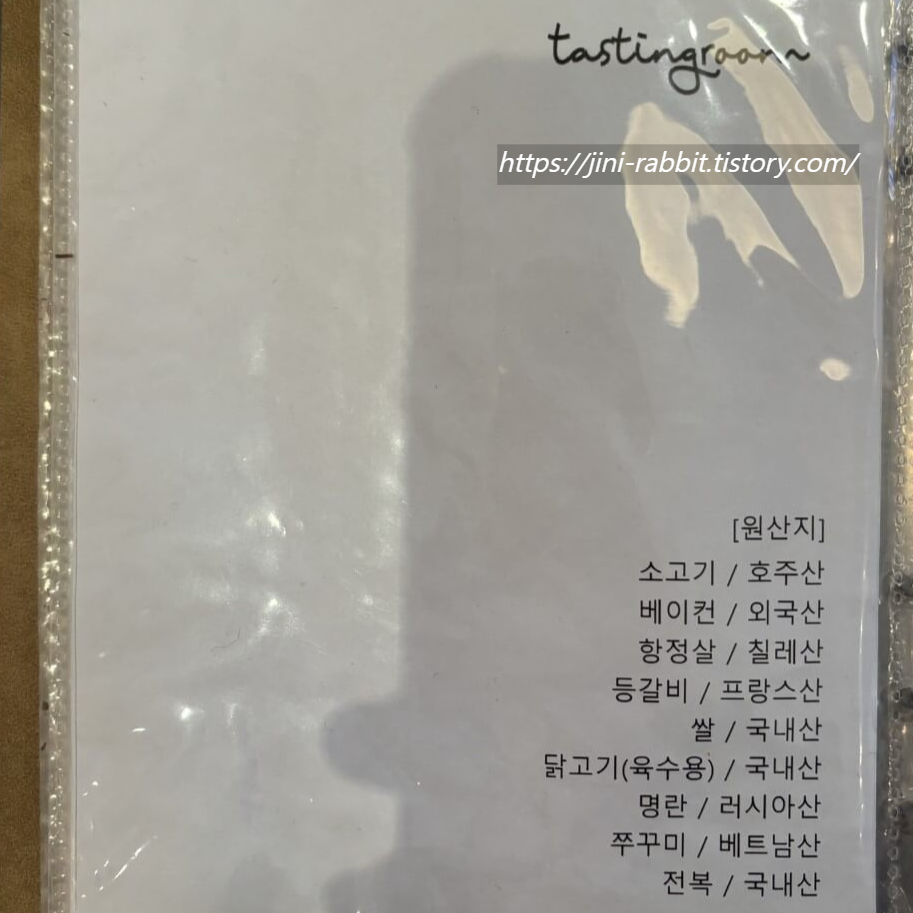 tastingroom
https://jini-rabbit.tistory.com/
[원산지]
소고기 / 호주산
베이컨 / 외국산
항정살 / 칠레산
등갈비 / 프랑스산
쌀 / 국내산
닭고기(육수용) / 국내산
명란 / 러시아산
쭈꾸미 / 베트남산
전복 / 국내산